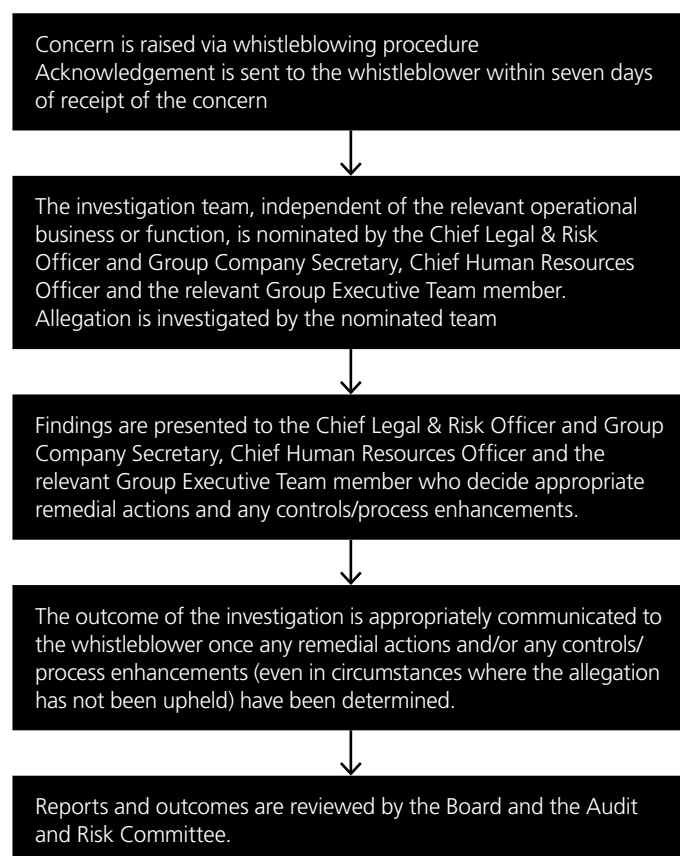 Concern is raised via whistleblowing procedure
Acknowledgement is sent to the whistleblower within seven days
of receipt of the concern
The investigation team, independent of the relevant operational
business or function, is nominated by the Chief Legal & Risk
Officer and Group Company Secretary, Chief Human Resources
Officer and the relevant Group Executive Team member.
Allegation is investigated by the nominated team
Findings are presented to the Chief Legal & Risk Officer and Group
Company Secretary, Chief Human Resources Officer and the
relevant Group Executive Team member who decide appropriate
remedial actions and any controls/process enhancements.
The outcome of the investigation is appropriately communicated to
the whistleblower once any remedial actions and/or any controls/
process enhancements (even in circumstances where the allegation
has not been upheld) have been determined.
Reports and outcomes are reviewed by the Board and the Audit
and Risk Committee.